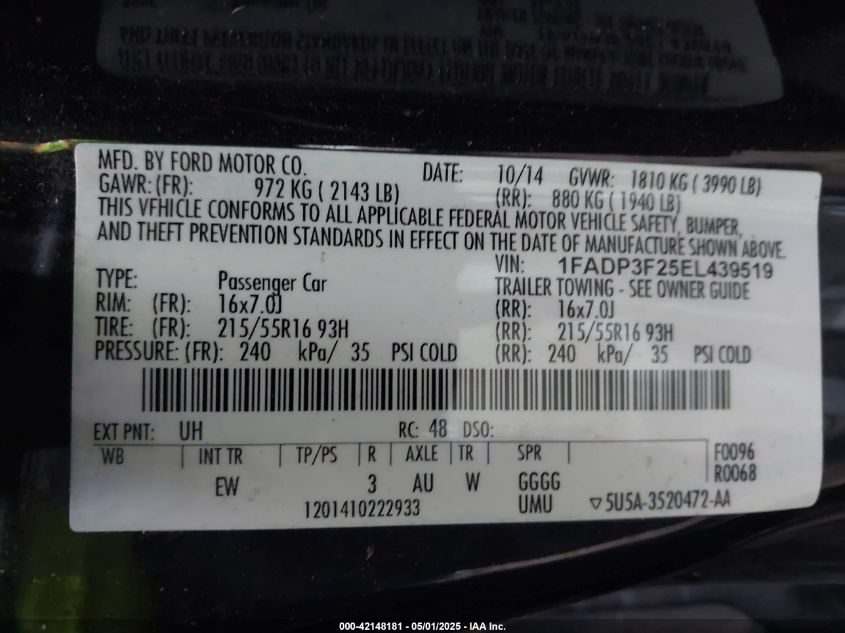 MFD. BY FORD MOTOR CO. DATE: 10/14 GVWR: 1810 KG ( 3990 LB)
GAWR: (FR): 972 KG ( 2143 LB) (RR): 880 KG ( 1940 LB)
THIS VEHICLE CONFORMS TO ALL APPLICABLE FEDERAL MOTOR VEHICLE SAFETY, BUMPER,
AND THEFT PREVENTION STANDARDS IN EFFECT ON THE DATE OF MANUFACTURE SHOWN ABOVE.
VIN: 1FADP3F25EL439519
TYPE: Passenger Car TRAILER TOWING - SEE OWNER GUIDE
RIM: (FR): 16x7.0J (RR): 16x7.0J
TIRE: (FR): 215/55R16 93H (RR): 215/55R16 93H
PRESSURE: (FR): 240 kPa/ 35 PSI COLD (RR): 240 kPa/ 35 PSI COLD
EXT PNT: UH RC: 48 DSO:
WB | INT TR | TP/PS | R | AXLE | TR | SPR | F0096
R0068
EW 3 AU W GGGG
1201410222933 UMU ▽5U5A-3520472-AA
000-42148181 - 05/01/2025 - IAA Inc.